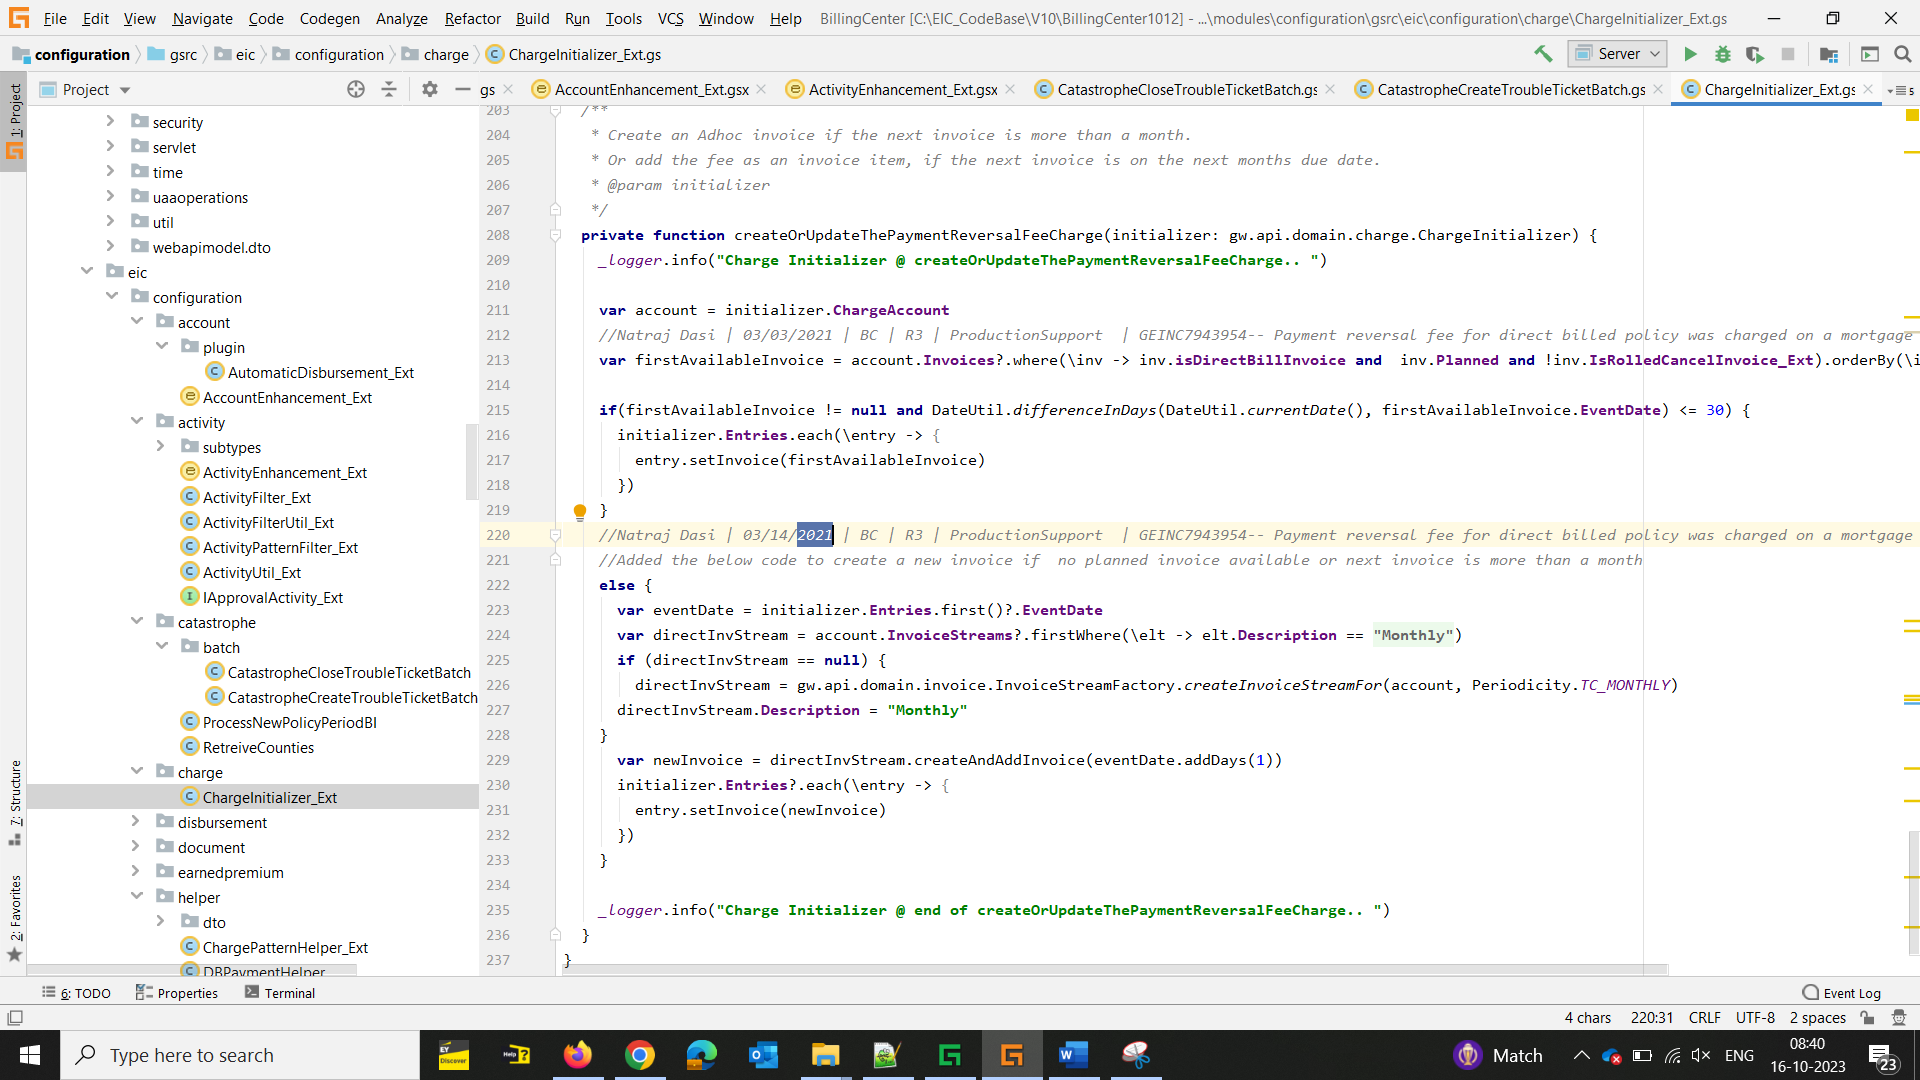 File Edit View Navigate Code Codegen Analyze Refactor Build Run Tools VCS Window Help BillingCenter [C:\EIC_CodeBase\V10\BillingCenter1012] - ...\modules\configuration\gsrc\eic\configuration\charge\ChargeInitializer_Ext.gs
configuration gsrc eic configuration charge ChargeInitializer_Ext.gs Server
Project gs AccountEnhancement_Ext.gsx ActivityEnhancement_Ext.gsx CatastropheCloseTroubleTicketBatch.gs CatastropheCreateTroubleTicketBatch.gs ChargeInitializer_Ext.gs 5
1: Project
7: Structure
2: Favorites
security
servlet
time
uaaoperations
util
webapimodel.dto
eic
configuration
account
plugin
AutomaticDisbursement_Ext
AccountEnhancement_Ext
activity
subtypes
ActivityEnhancement_Ext
ActivityFilter_Ext
ActivityFilterUtil_Ext
ActivityPatternFilter_Ext
ActivityUtil_Ext
IApprovalActivity_Ext
catastrophe
batch
CatastropheCloseTroubleTicketBatch
CatastropheCreateTroubleTicketBatch
ProcessNewPolicyPeriodBI
RetreiveCounties
charge
ChargeInitializer_Ext
disbursement
document
earnedpremium
helper
dto
ChargePatternHelper_Ext
DBPaymentHelper
203 /**
204 * Create an Adhoc invoice if the next invoice is more than a month.
205 * Or add the fee as an invoice item, if the next invoice is on the next months due date.
206 * @param initializer
207 */
208 private function createOrUpdateThePaymentReversalFeeCharge(initializer: gw.api.domain.charge.ChargeInitializer) {
209 _logger.info("Charge Initializer @ createOrUpdateThePaymentReversalFeeCharge.. ")
210
211 var account = initializer.ChargeAccount
212 //Natraj Dasi | 03/03/2021 | BC | R3 | ProductionSupport | GEINC7943954-- Payment reversal fee for direct billed policy was charged on a mortgage
213 var firstAvailableInvoice = account.Invoices?.where(\inv -> inv.isDirectBillInvoice and inv.Planned and !inv.IsRolledCancelInvoice_Ext).orderBy(\i
214
215 if(firstAvailableInvoice != null and DateUtil.differenceInDays(DateUtil.currentDate(), firstAvailableInvoice.EventDate) <= 30) {
216 initializer.Entries.each(\entry -> {
217 entry.setInvoice(firstAvailableInvoice)
218 })
219 }
220 //Natraj Dasi | 03/14/2021 | BC | R3 | ProductionSupport | GEINC7943954-- Payment reversal fee for direct billed policy was charged on a mortgage
221 //Added the below code to create a new invoice if no planned invoice available or next invoice is more than a month
222 else {
223 var eventDate = initializer.Entries.first()?.EventDate
224 var directInvStream = account.InvoiceStreams?.firstWhere(\elt -> elt.Description == "Monthly")
225 if (directInvStream == null) {
226 directInvStream = gw.api.domain.invoice.InvoiceStreamFactory.createInvoiceStreamFor(account, Periodicity.TC_MONTHLY)
227 directInvStream.Description = "Monthly"
228 }
229 var newInvoice = directInvStream.createAndAddInvoice(eventDate.addDays(1))
230 initializer.Entries?.each(\entry -> {
231 entry.setInvoice(newInvoice)
232 })
233 }
234
235 _logger.info("Charge Initializer @ end of createOrUpdateThePaymentReversalFeeCharge.. ")
236 }
237 }
6: TODO Properties Terminal Event Log
4 chars 220:31 CRLF UTF-8 2 spaces
Type here to search EY Discover Help ? Match ENG 08:40
16-10-2023 23